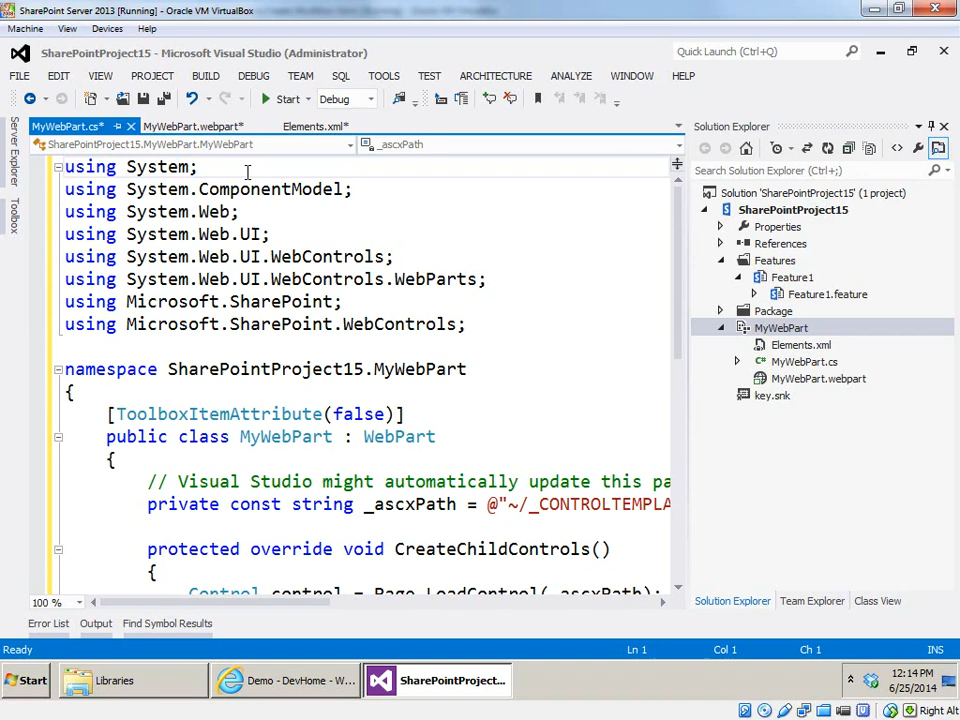 SharePoint Server 2013 [Running] - Oracle VM VirtualBox
Machine View Devices Help
SharePointProject15 - Microsoft Visual Studio (Administrator)
Quick Launch (Ctrl+Q)
FILE EDIT VIEW PROJECT BUILD DEBUG TEAM SQL TOOLS TEST ARCHITECTURE ANALYZE WINDOW HELP
Start Debug
Server Explorer
Toolbox
MyWebPart.cs* MyWebPart.webpart* Elements.xml*
SharePointProject15.MyWebPart.MyWebPart _ascxPath
using System;
using System.ComponentModel;
using System.Web;
using System.Web.UI;
using System.Web.UI.WebControls;
using System.Web.UI.WebControls.WebParts;
using Microsoft.SharePoint;
using Microsoft.SharePoint.WebControls;
namespace SharePointProject15.MyWebPart
{
[ToolboxItemAttribute(false)]
public class MyWebPart : WebPart
{
// Visual Studio might automatically update this pa
private const string _ascxPath = @"~/_CONTROLTEMPLA
protected override void CreateChildControls()
{
Control control = Page.LoadControl(_ascxPath);
100 %
Solution Explorer
Search Solution Explorer (Ctrl+;)
Solution 'SharePointProject15' (1 project)
SharePointProject15
Properties
References
Features
Feature1
Feature1.feature
Package
MyWebPart
Elements.xml
MyWebPart.cs
MyWebPart.webpart
key.snk
Solution Explorer Team Explorer Class View
Error List Output Find Symbol Results
Ready Ln 1 Col 1 Ch 1 INS
Start Libraries Demo - DevHome - W... SharePointProject... 12:14 PM
6/25/2014
Right Alt